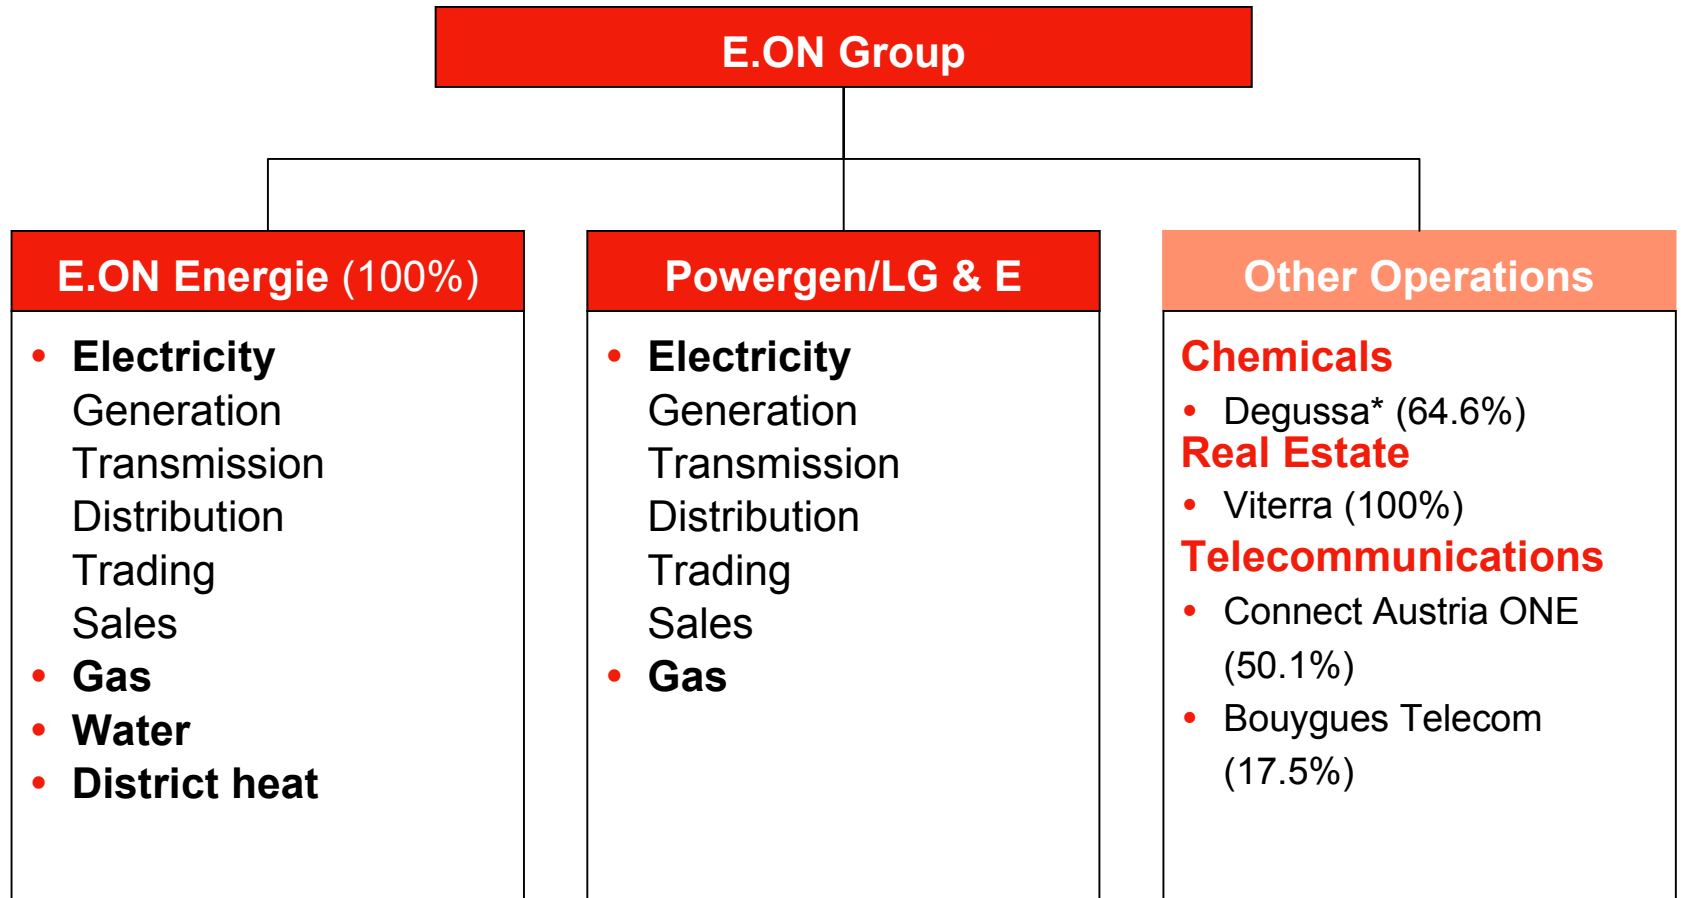 E.ON Group
E.ON Energie (100%)
• Electricity
Generation
Transmission
Distribution
Trading
Sales
• Gas
• Water
• District heat
Powergen/LG & E
• Electricity
Generation
Transmission
Distribution
Trading
Sales
• Gas
Other Operations
Chemicals
• Degussa* (64.6%)
Real Estate
• Viterra (100%)
Telecommunications
• Connect Austria ONE
(50.1%)
• Bouygues Telecom
(17.5%)